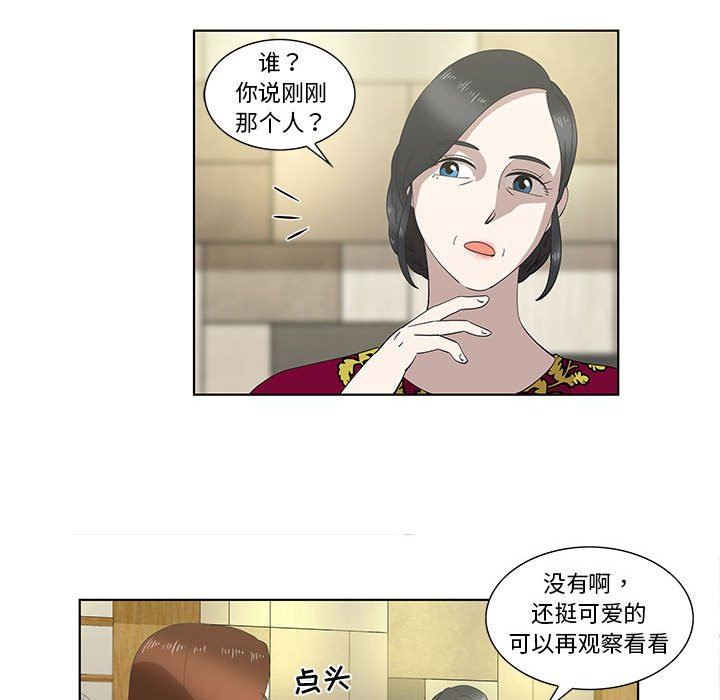 谁？
你说刚刚
那个人？
没有啊，
还挺可爱的
可以再观察看看
点头